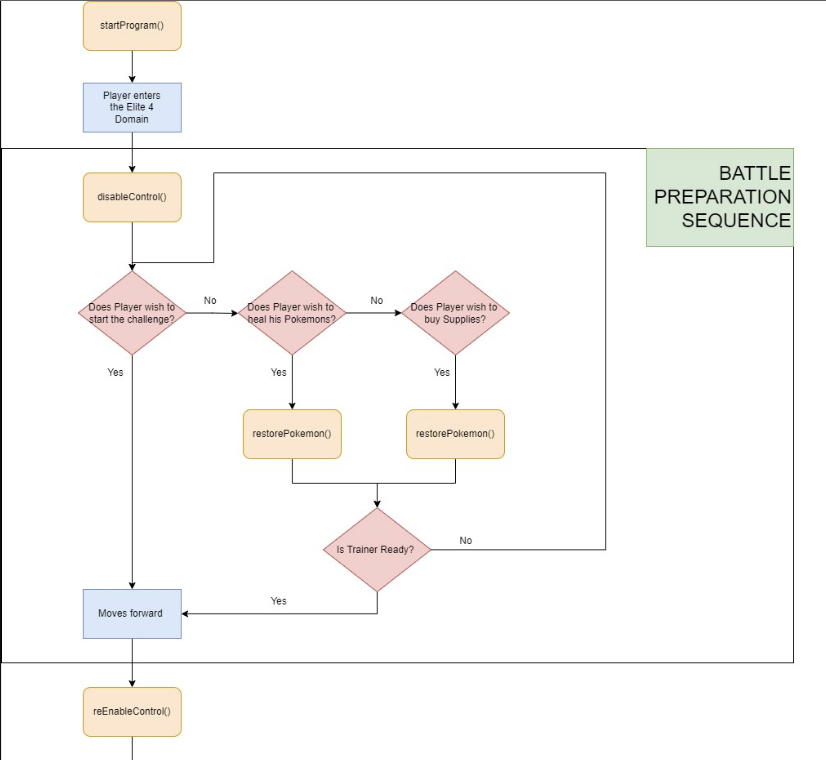 startProgram()
Player enters
the Elite 4
Domain
BATTLE
PREPARATION
SEQUENCE
disableControl()
Does Player wish to
start the challenge?
No
Does Player wish to
heal his Pokemons?
No
Does Player wish to
buy Supplies?
Yes
Yes
Yes
restorePokemon()
restorePokemon()
Is Trainer Ready?
No
Yes
Moves forward
reEnableControl()